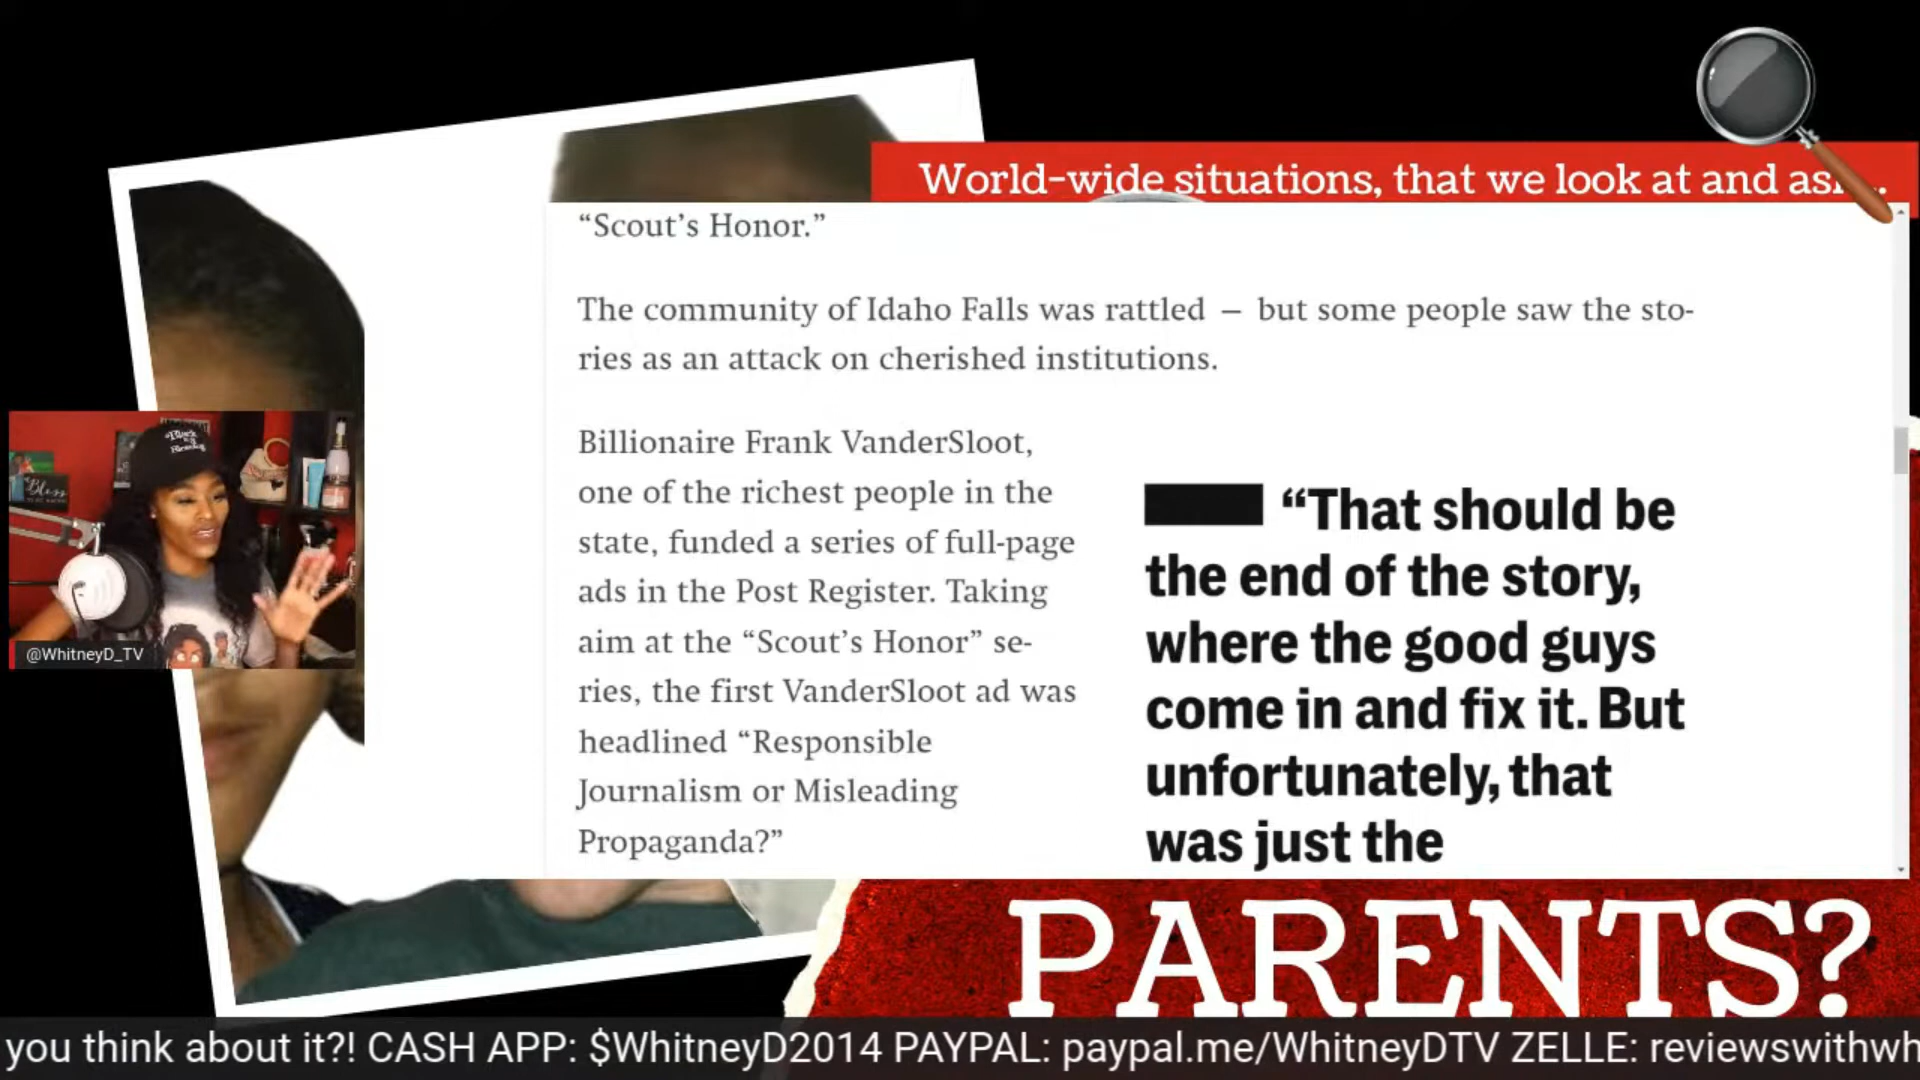 World-wide situations, that we look at and as
“Scout’s Honor.”
The community of Idaho Falls was rattled – but some people saw the sto-
ries as an attack on cherished institutions.
Billionaire Frank VanderSloot,
one of the richest people in the
state, funded a series of full-page
ads in the Post Register. Taking
aim at the “Scout’s Honor” se-
ries, the first VanderSloot ad was
headlined “Responsible
Journalism or Misleading
Propaganda?”
“That should be
the end of the story,
where the good guys
come in and fix it. But
unfortunately, that
was just the
Bless
@WhitneyD_TV
PARENTS?
you think about it?! CASH APP: $WhitneyD2014 PAYPAL: paypal.me/WhitneyDTV ZELLE: reviewswithwh